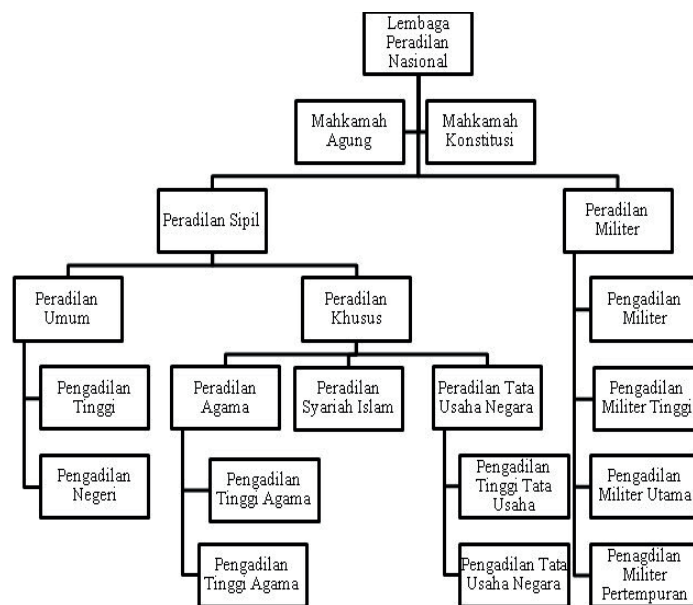 Lembaga
Peradilan
Nasional
Mahkamah
Agung
Mahkamah
Konstitusi
Peradilan Sipil
Peradilan
Militer
Peradilan
Umum
Peradilan
Khusus
Pengadilan
Militer
Pengadilan
Tinggi
Peradilan
Agama
Peradilan
Syariah Islam
Peradilan Tata
Usaha Negara
Pengadilan
Militer Tinggi
Pengadilan
Negeri
Pengadilan
Tinggi Agama
Pengadilan
Tinggi Tata
Usaha
Pengadilan
Militer Utama
Pengadilan
Tinggi Agama
Pengadilan Tata
Usaha Negara
Penagdilan
Militer
Pertempuran